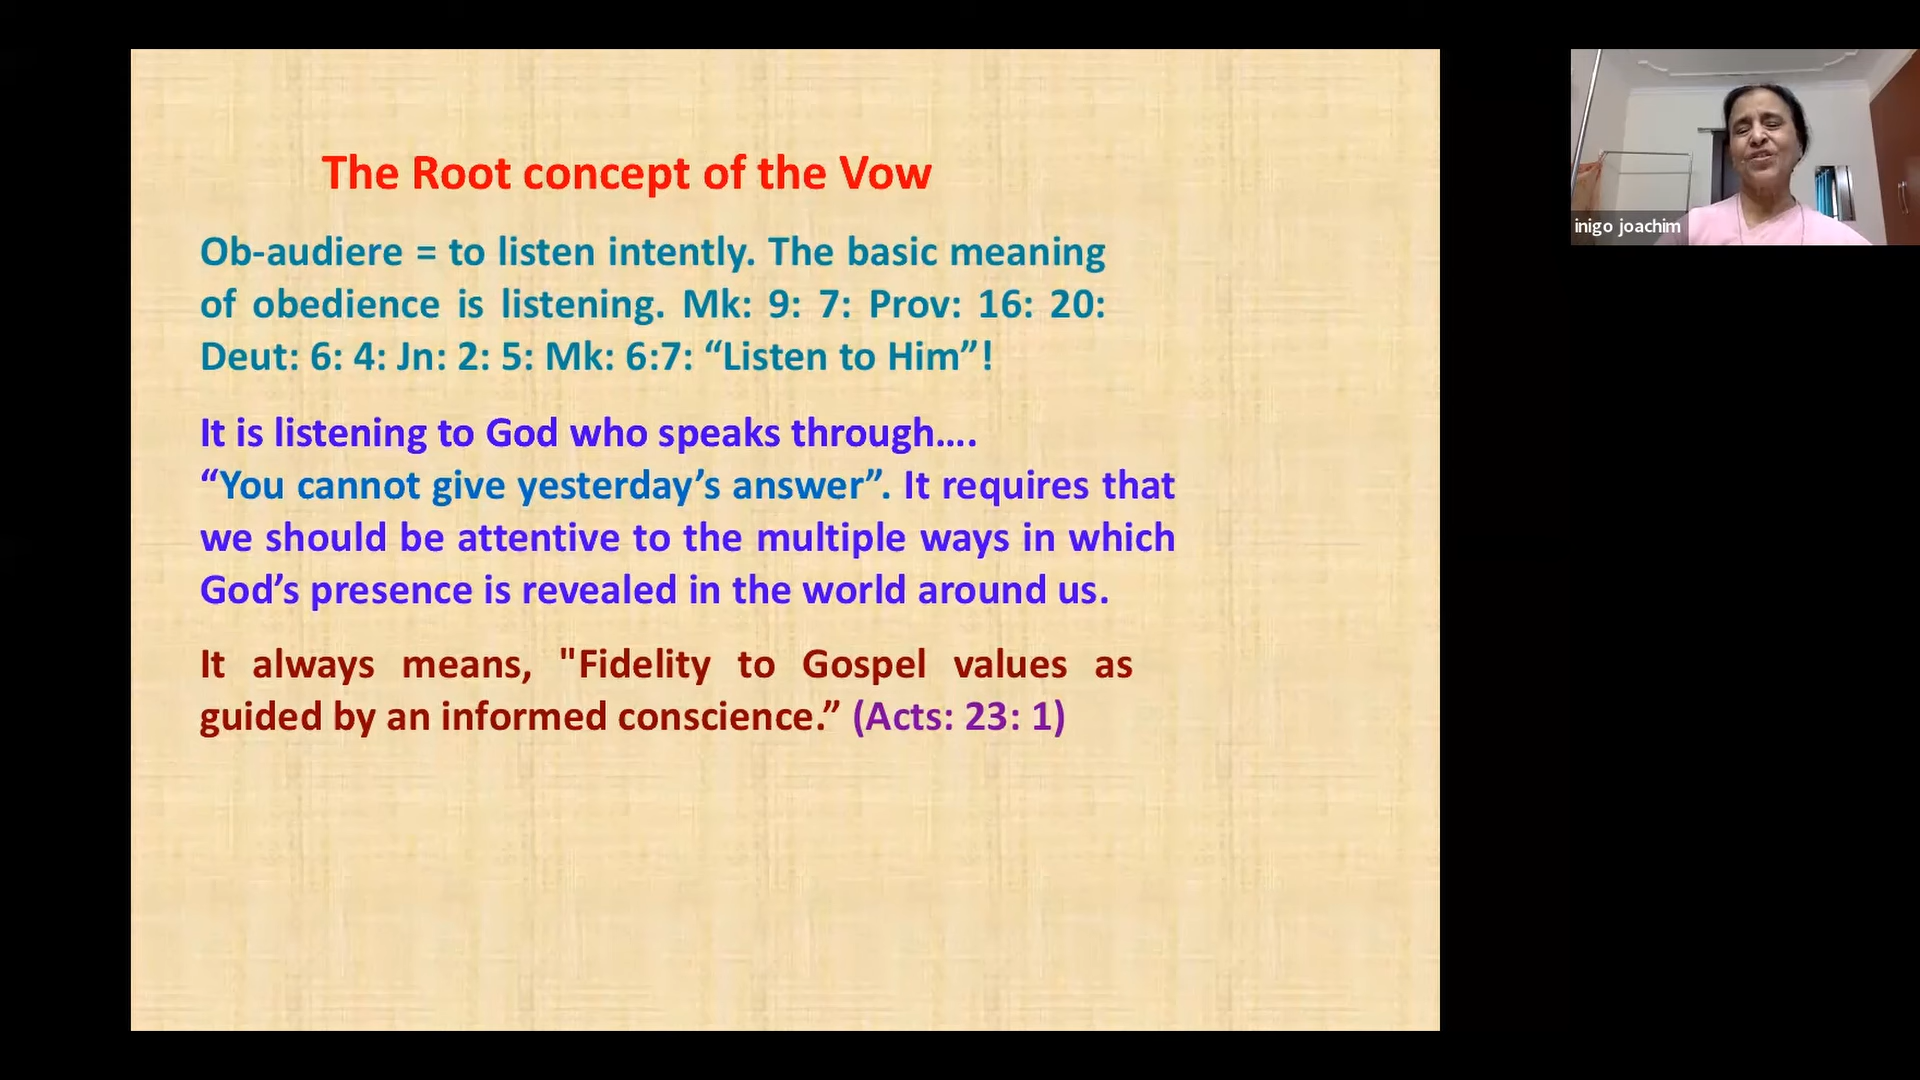 The Root concept of the Vow
Ob-audiere = to listen intently. The basic meaning
of obedience is listening. Mk: 9: 7: Prov: 16: 20:
Deut: 6: 4: Jn: 2: 5: Mk: 6:7: “Listen to Him”!
It is listening to God who speaks through....
“You cannot give yesterday’s answer”. It requires that
we should be attentive to the multiple ways in which
God’s presence is revealed in the world around us.
It always means, "Fidelity to Gospel values as
guided by an informed conscience.” (Acts: 23: 1)
inigo joachim